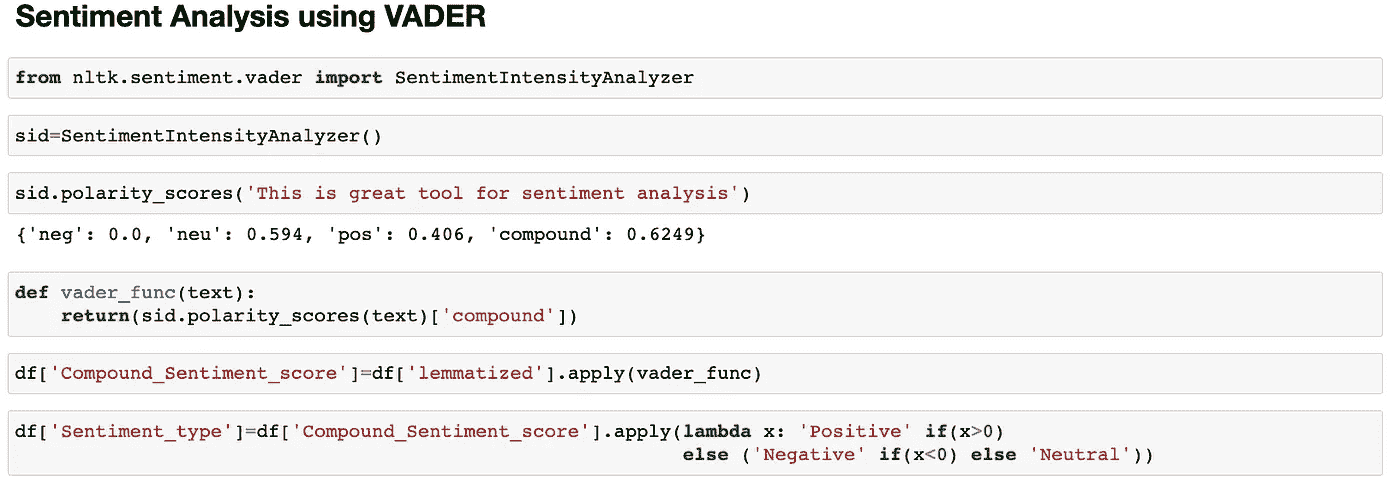 Sentiment Analysis using VADER
from nltk.sentiment.vader import SentimentIntensityAnalyzer
sid=SentimentIntensityAnalyzer()
sid.polarity_scores('This is great tool for sentiment analysis')
{'neg': 0.0, 'neu': 0.594, 'pos': 0.406, 'compound': 0.6249}
def vader_func(text):
    return(sid.polarity_scores(text)['compound'])
df['Compound_Sentiment_score']=df['lemmatized'].apply(vader_func)
df['Sentiment_type']=df['Compound_Sentiment_score'].apply(lambda x: 'Positive' if(x>0)
                                                          else ('Negative' if(x<0) else 'Neutral'))